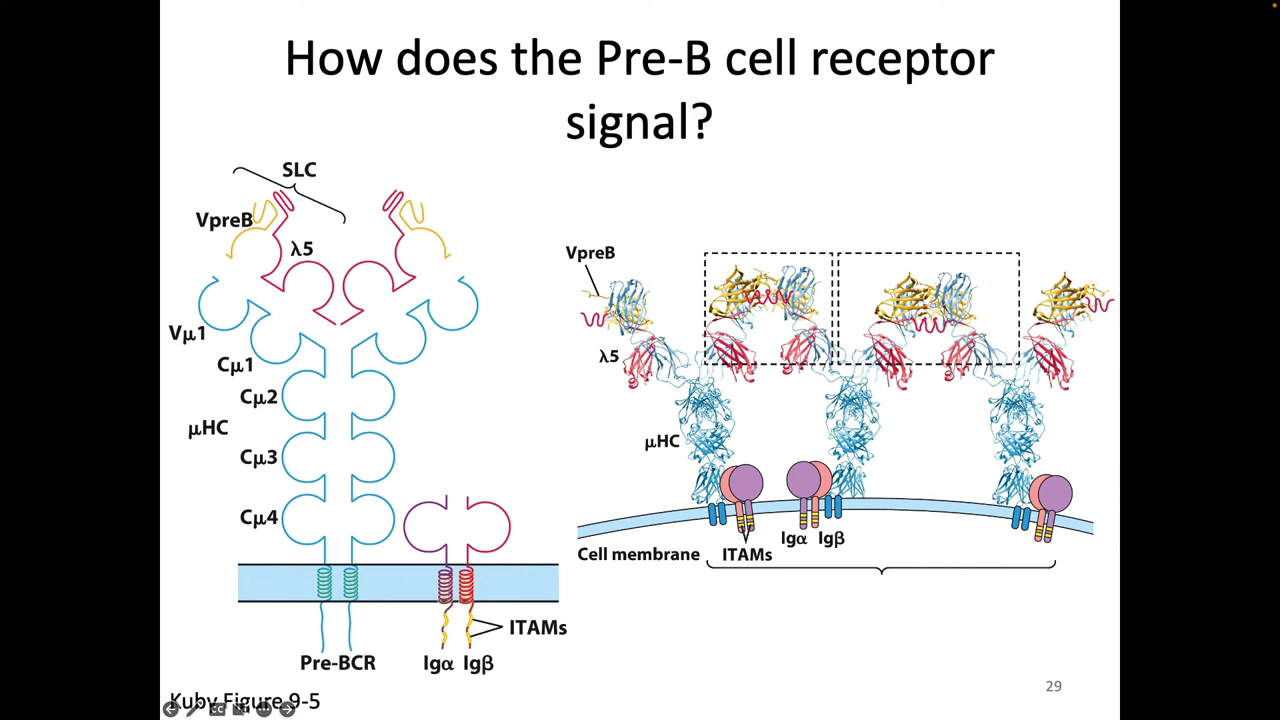 How does the Pre-B cell receptor
signal?
SLC
VpreB
λ5
Vμ1
Cμ1
Cμ2
μHC
Cμ3
Cμ4
ITAMs
Pre-BCR
Igα Igβ
Kuby Figure 9-5
VpreB
λ5
μHC
Cell membrane
ITAMs
Igα Igβ
29
CC